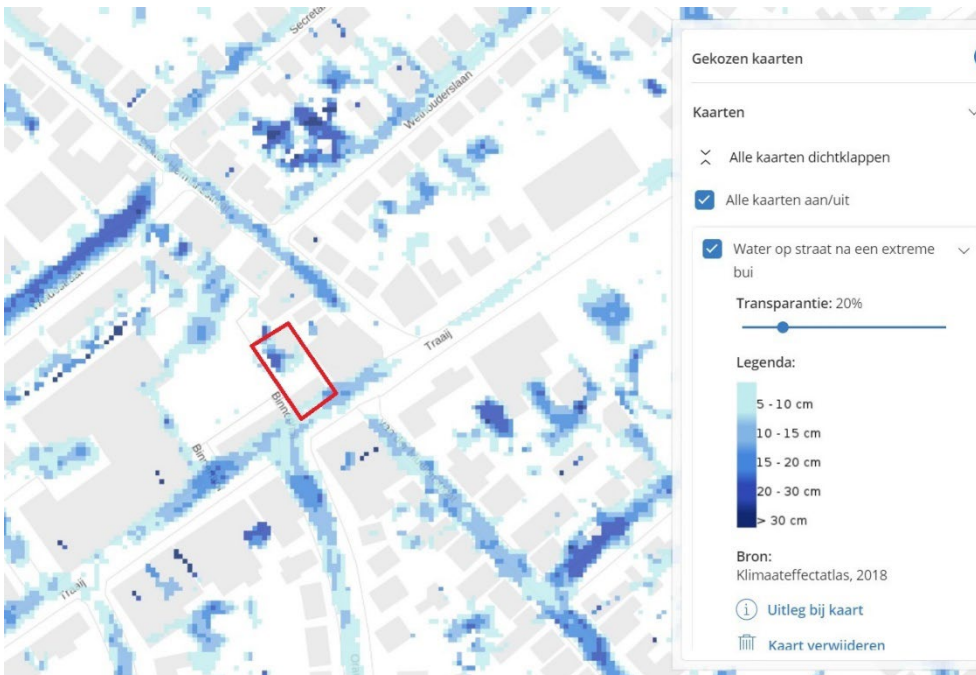 Wethouderslaan
Traaij
Traaij
Gekozen kaarten
Kaarten
Alle kaarten dichtklappen
Alle kaarten aan/uit
Water op straat na een extreme
bui
Transparantie: 20%
Legenda:
5 - 10 cm
10 - 15 cm
15 - 20 cm
20 - 30 cm
> 30 cm
Bron:
Klimaateffectatlas, 2018
Uitleg bij kaart
Kaart verwijderen